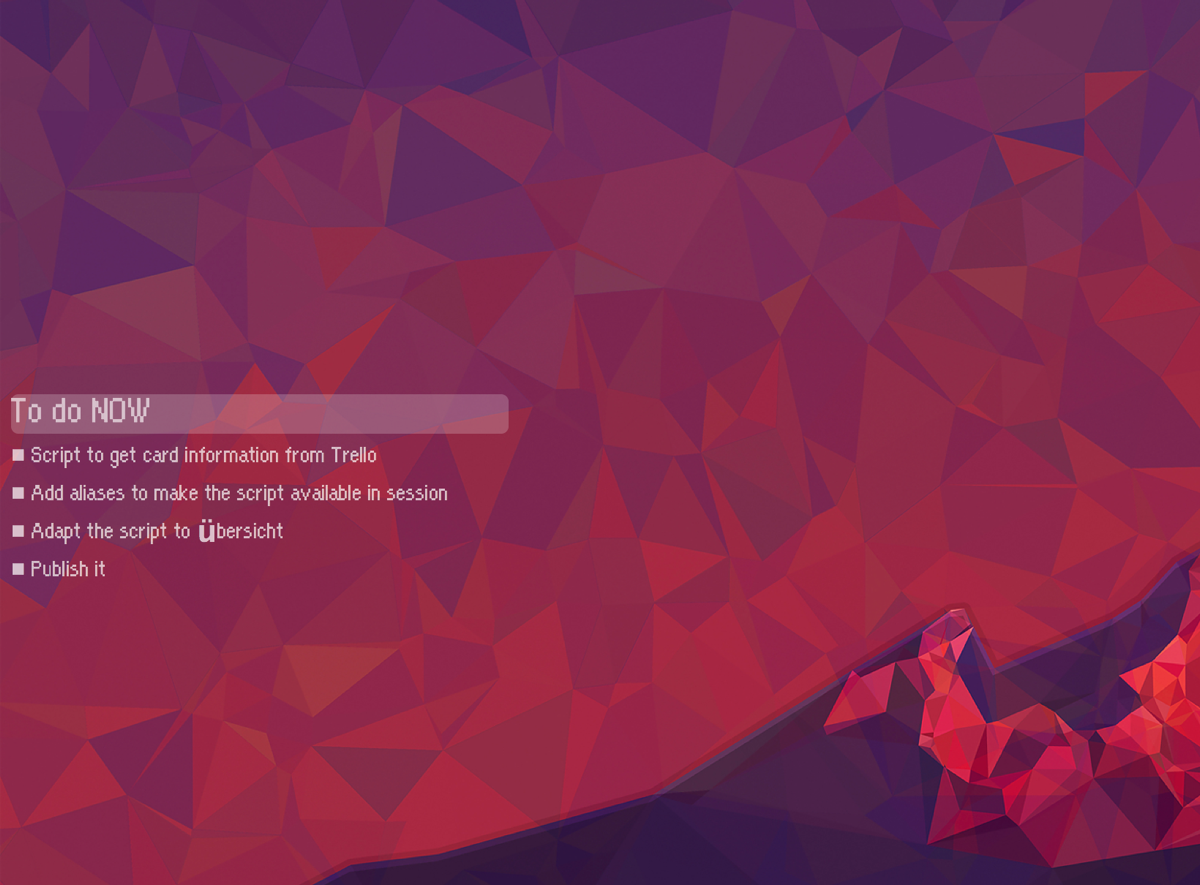 To do NOW
Script to get card information from Trello
Add aliases to make the script available in session
Adapt the script to übersicht
Publish it